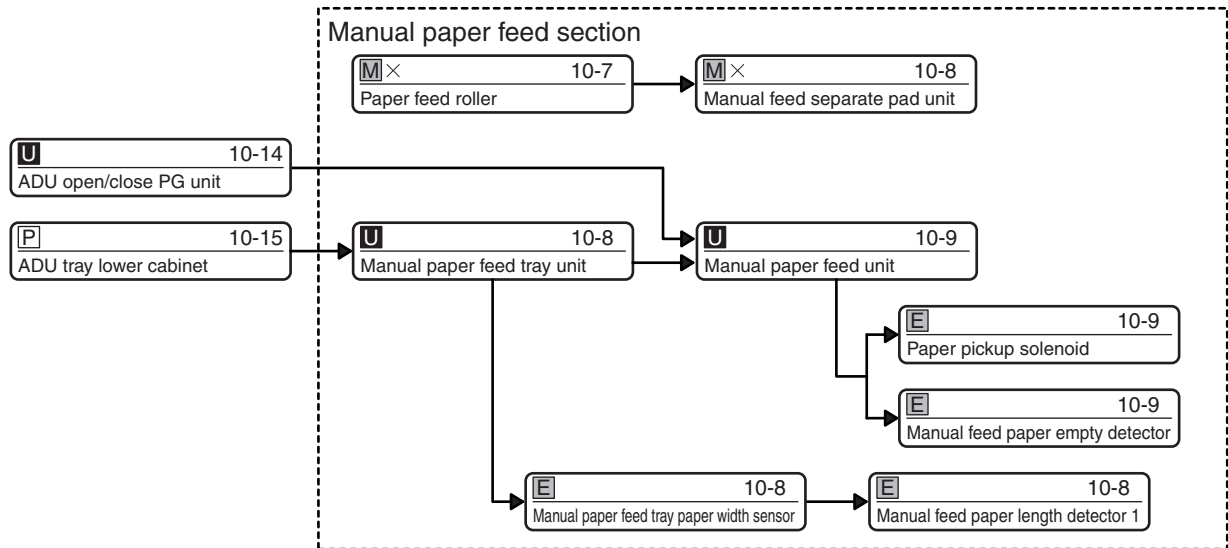 Manual paper feed section
M × 10-7
Paper feed roller
M × 10-8
Manual feed separate pad unit
U 10-14
ADU open/close PG unit
P 10-15
ADU tray lower cabinet
U 10-8
Manual paper feed tray unit
U 10-9
Manual paper feed unit
E 10-9
Paper pickup solenoid
E 10-9
Manual feed paper empty detector
E 10-8
Manual paper feed tray paper width sensor
E 10-8
Manual feed paper length detector 1